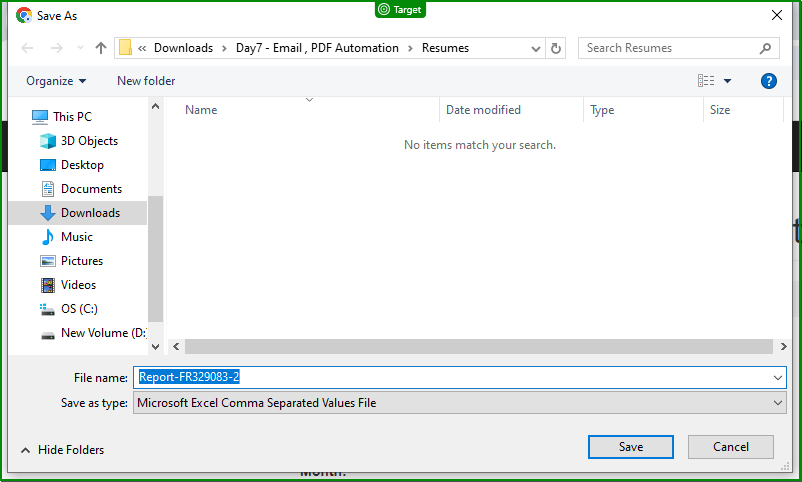 Target
Save As
« Downloads > Day7 - Email , PDF Automation > Resumes
Search Resumes
Organize
New folder
?
This PC
3D Objects
Desktop
Documents
Downloads
Music
Pictures
Videos
OS (C:)
New Volume (D:
Name
Date modified
Type
Size
No items match your search.
File name: Report-FR329083-2
Save as type: Microsoft Excel Comma Separated Values File
Hide Folders
Save
Cancel
Month: